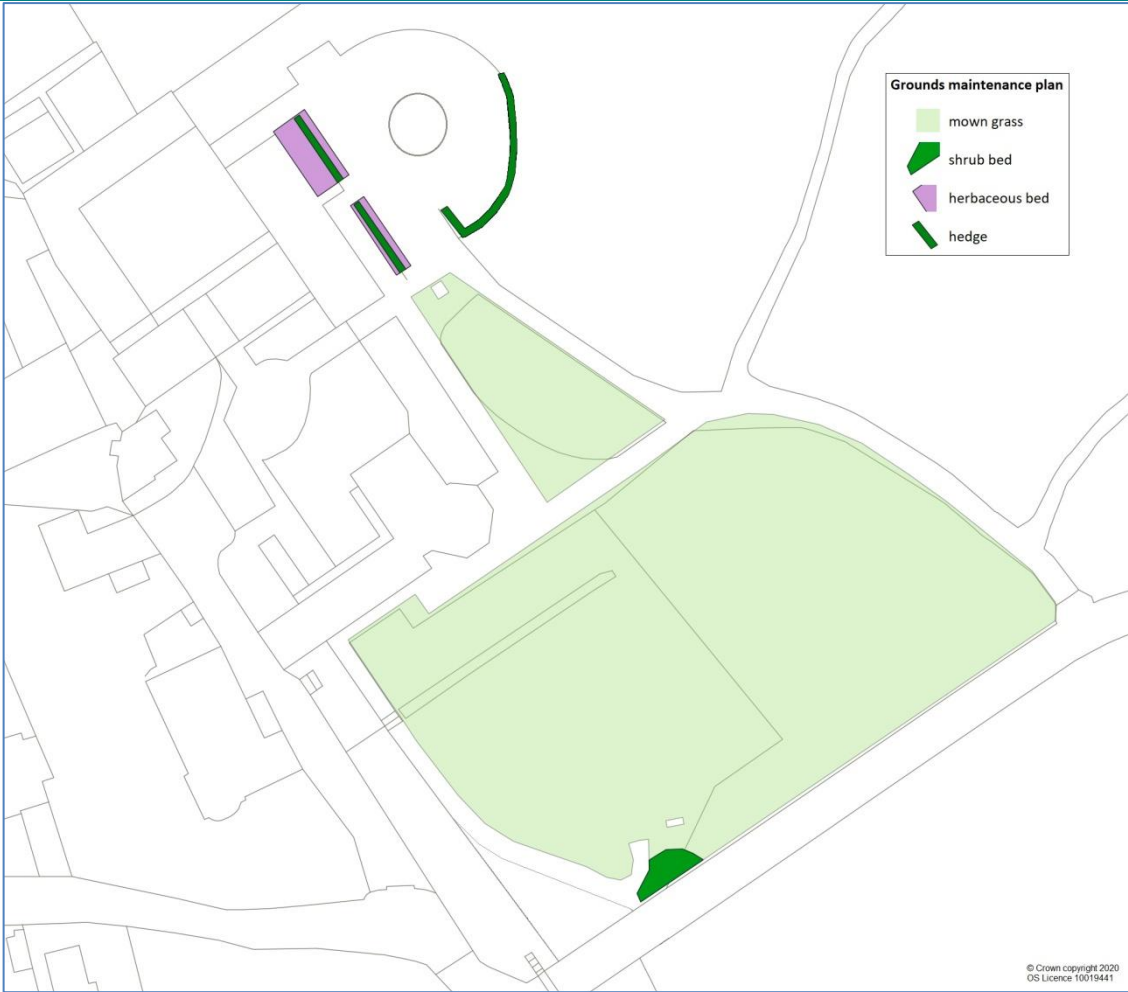 Grounds maintenance plan
mown grass
shrub bed
herbaceous bed
hedge
© Crown copyright 2020
OS Licence 10019441